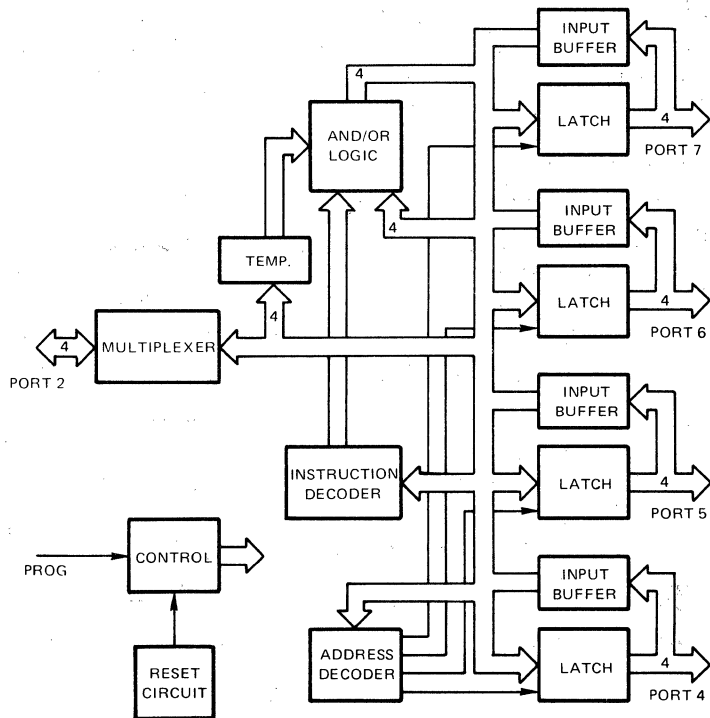 INPUT
BUFFER
4
AND/OR
LOGIC
LATCH
4
PORT 7
INPUT
BUFFER
4
TEMP.
4
LATCH
4
PORT 6
4
MULTIPLEXER
PORT 2
INPUT
BUFFER
INSTRUCTION
DECODER
LATCH
4
PORT 5
PROG
CONTROL
INPUT
BUFFER
RESET
CIRCUIT
ADDRESS
DECODER
LATCH
4
PORT 4